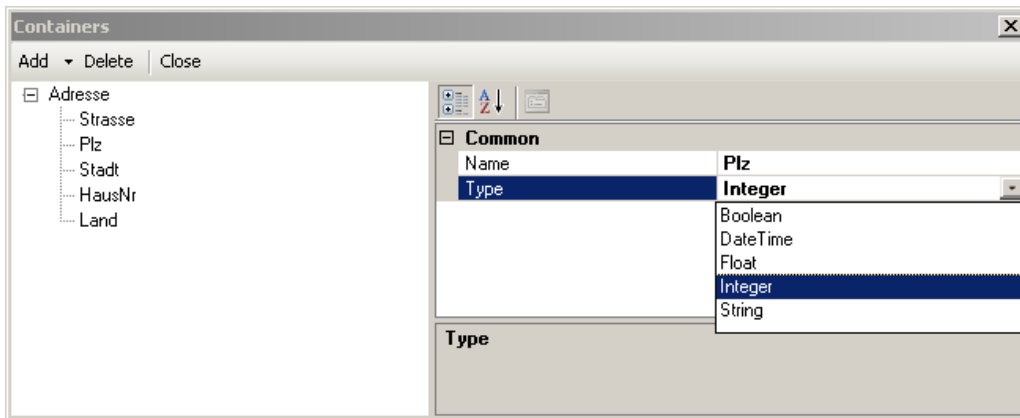 Containers
Add Delete Close
Adresse
Strasse
Plz
Stadt
HausNr
Land
Common
Name Plz
Type Integer
Boolean
DateTime
Float
Integer
String
Type